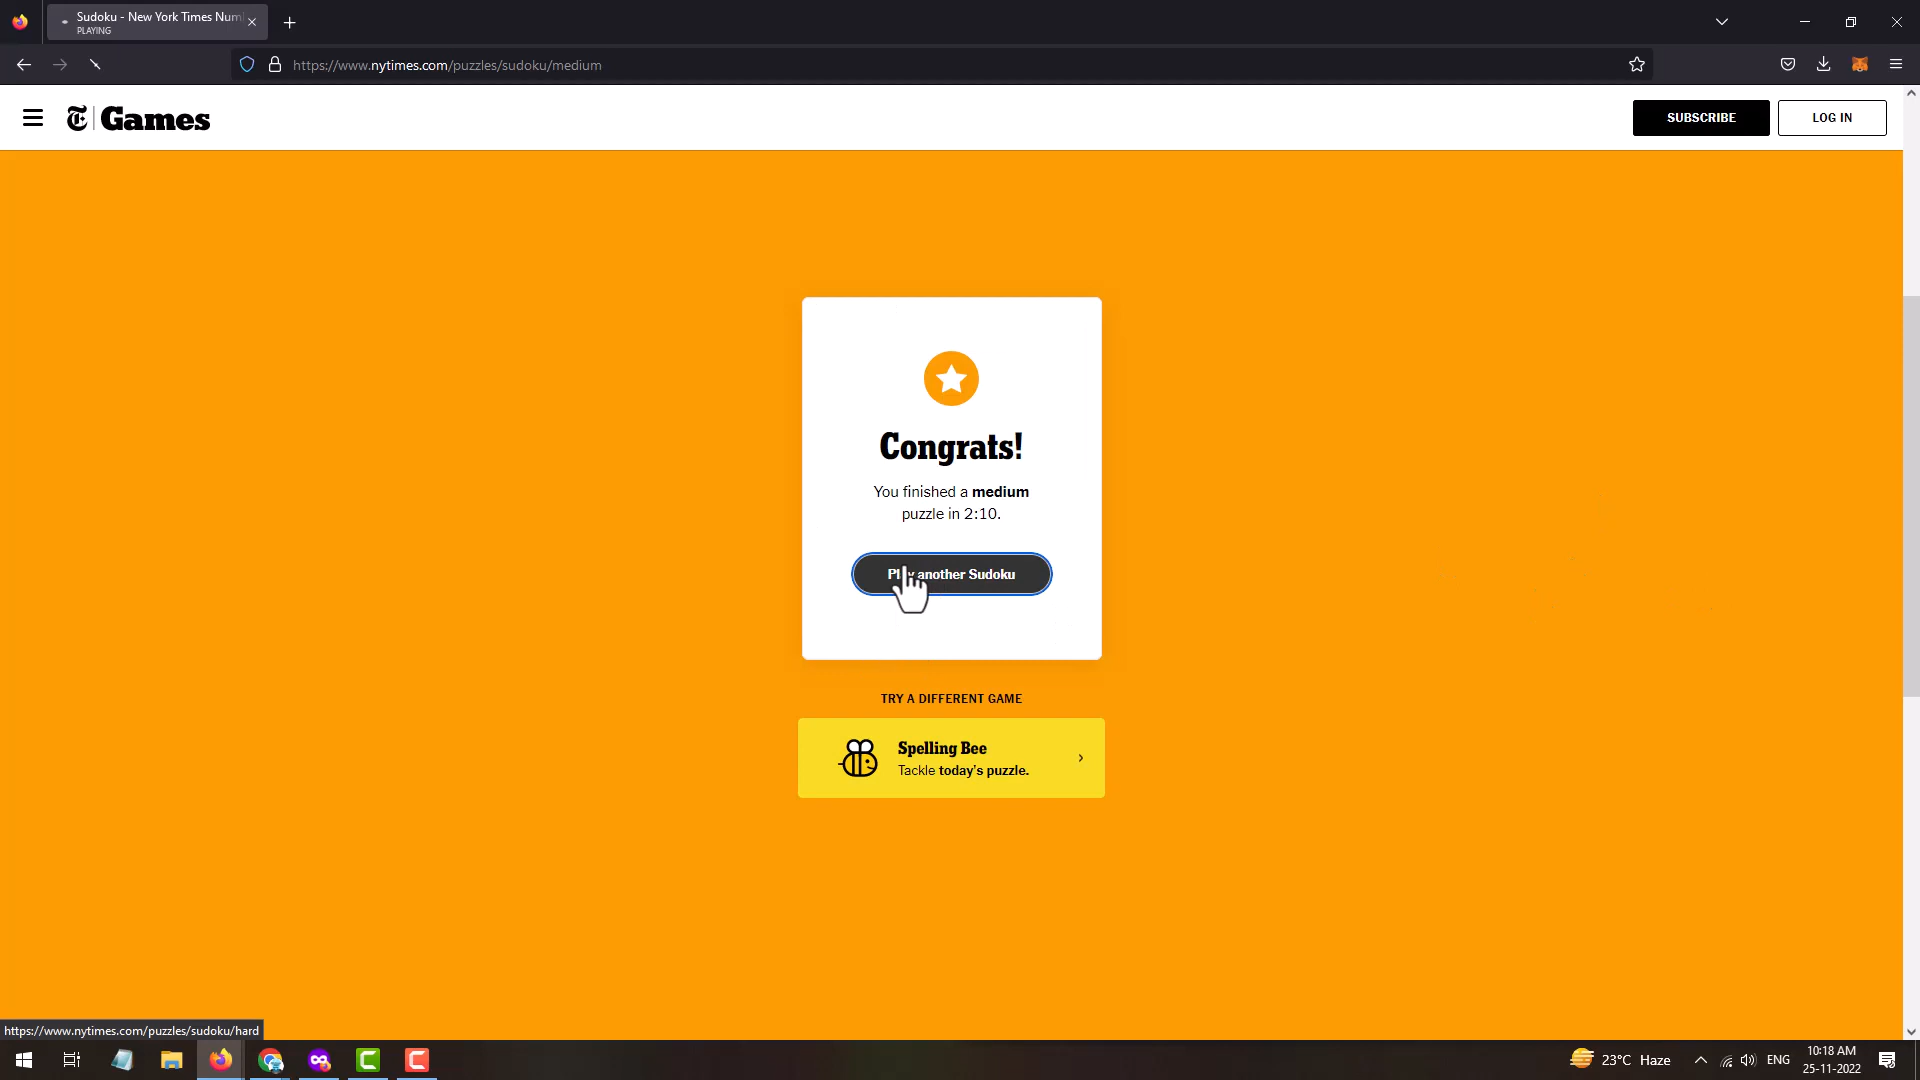 Sudoku - New York Times Num
PLAYING
https://www.nytimes.com/puzzles/sudoku/medium
T Games
SUBSCRIBE
LOG IN
Congrats!
You finished a medium
puzzle in 2:10.
another Sudoku
TRY A DIFFERENT GAME
Spelling Bee
Tackle today's puzzle.
https://www.nytimes.com/puzzles/sudoku/hard
23°C Haze
ENG
10:18 AM
25-11-2022